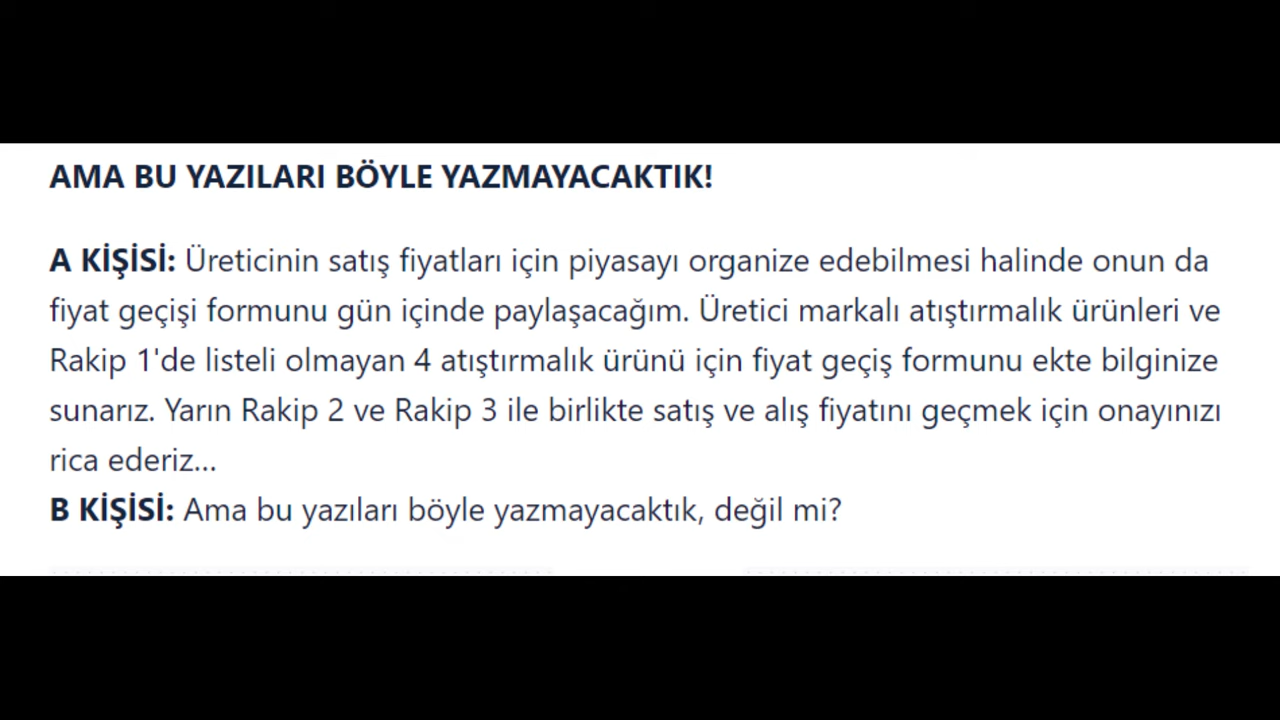 AMA BU YAZILARI BÖYLE YAZMAYACAKTIK!
A KİŞİSİ: Üreticinin satış fiyatları için piyasayı organize edebilmesi halinde onun da
fiyat geçişi formunu gün içinde paylaşacağım. Üretici markalı atıştırmalık ürünleri ve
Rakip 1'de listeli olmayan 4 atıştırmalık ürünü için fiyat geçiş formunu ekte bilginize
sunarız. Yarın Rakip 2 ve Rakip 3 ile birlikte satış ve alış fiyatını geçmek için onayınızı
rica ederiz...
B KİŞİSİ: Ama bu yazıları böyle yazmayacaktık, değil mi?